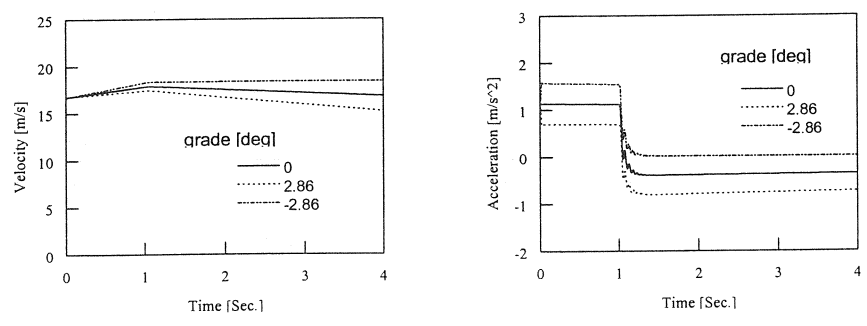 25
20
15
10
5
0
0 1 2 3 4
Velocity [m/s]
Time [Sec.]
grade [deg]
0
2.86
-2.86
3
2
1
0
-1
-2
0 1 2 3 4
Acceleration [m/s^2]
Time [Sec.]
grade [deg]
0
2.86
-2.86